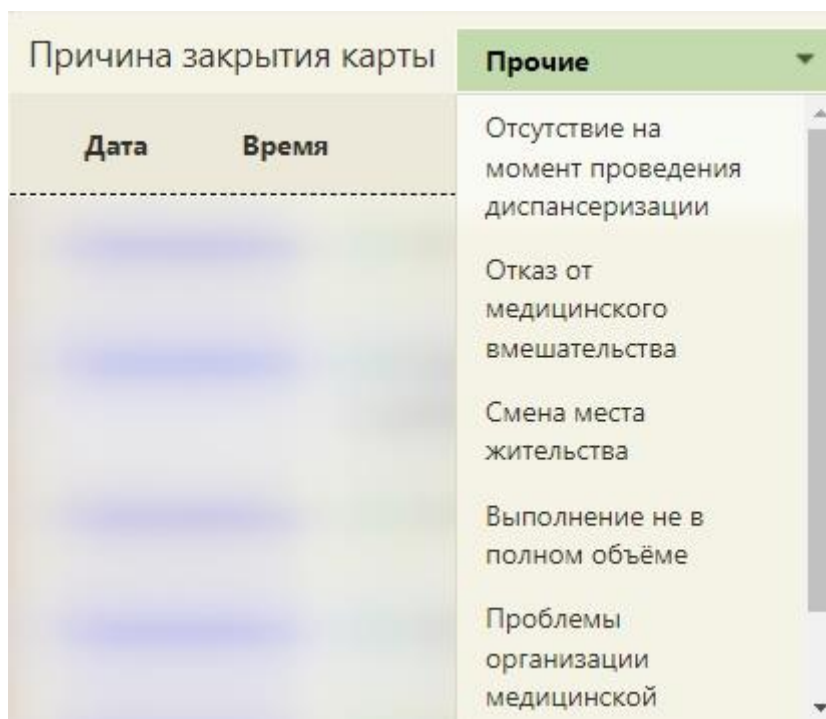 Причина закрытия карты
Прочие
Дата
Время
Отсутствие на
момент проведения
диспансеризации
Отказ от
медицинского
вмешательства
Смена места
жительства
Выполнение не в
полном объёме
Проблемы
организации
медицинской